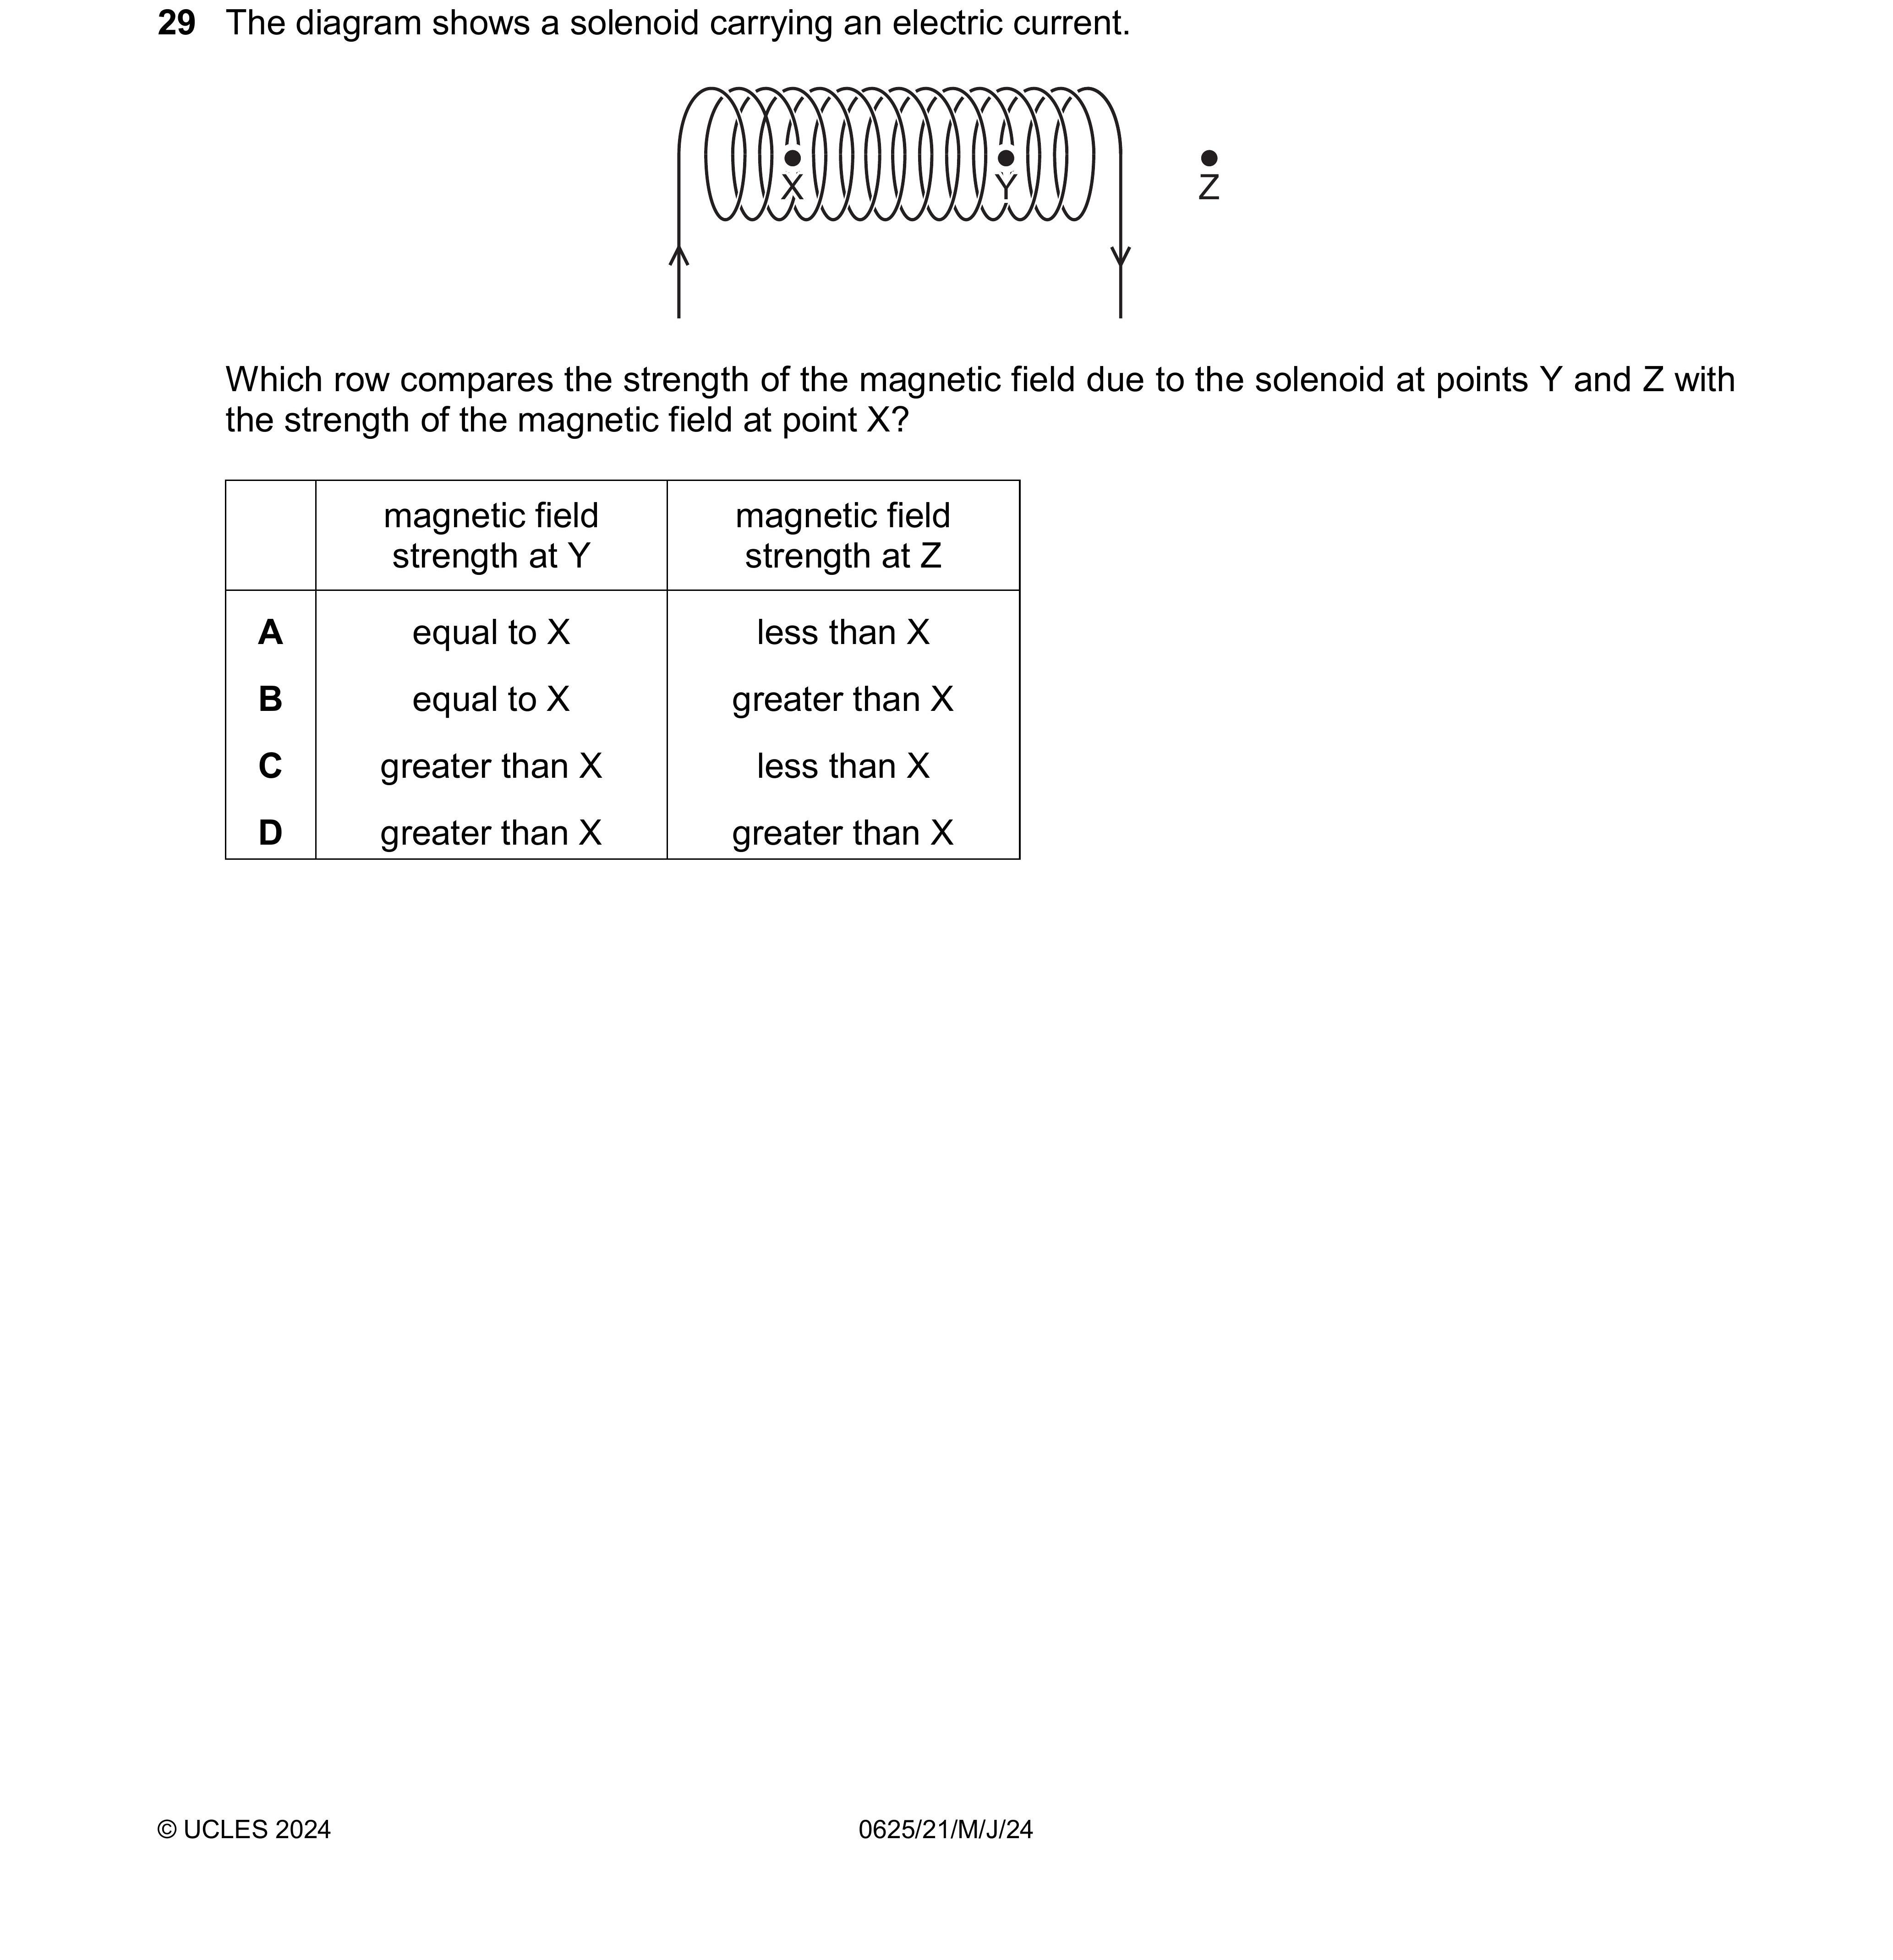 29 The diagram shows a solenoid carrying an electric current.
X Y Z
Which row compares the strength of the magnetic field due to the solenoid at points Y and Z with
the strength of the magnetic field at point X?
magnetic field magnetic field
strength at Y strength at Z
A equal to X less than X
B equal to X greater than X
C greater than X less than X
D greater than X greater than X
© UCLES 2024 0625/21/M/J/24